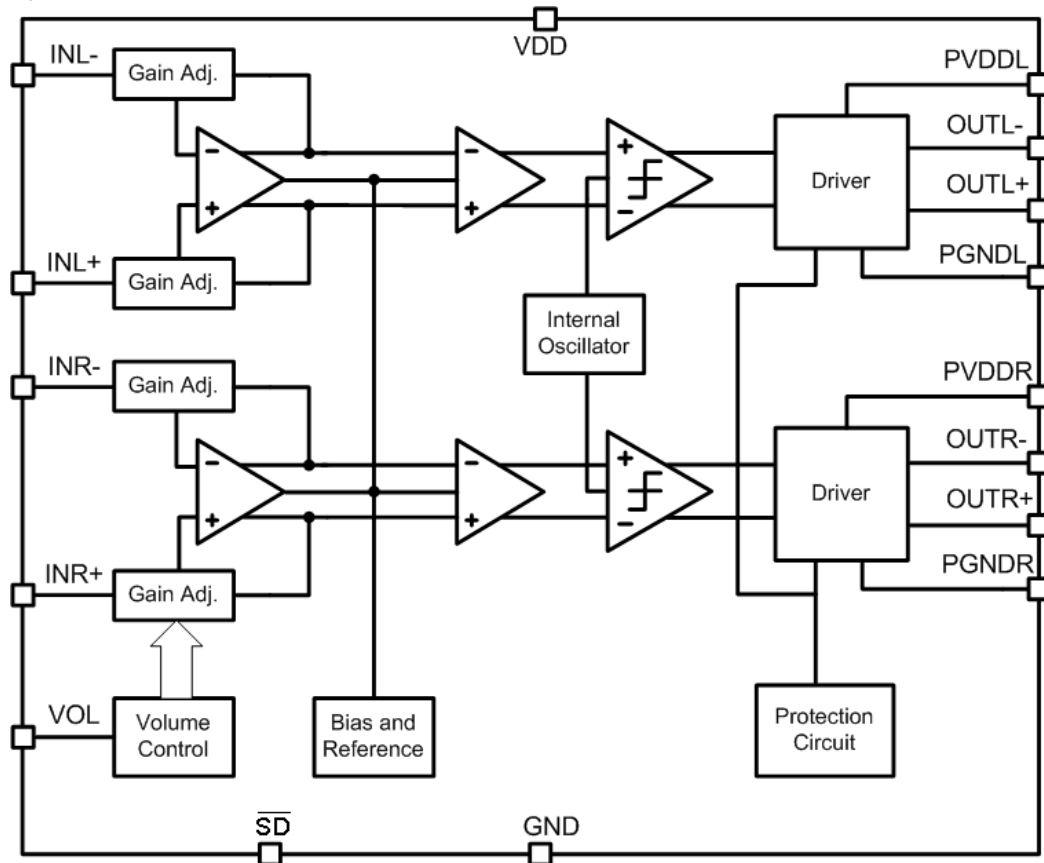 VDD
INL-
Gain Adj.
PVDDL
OUTL-
-
+
-
+
+
-
Driver
OUTL+
INL+
Gain Adj.
PGNDL
Internal
Oscillator
INR-
Gain Adj.
PVDDR
OUTR-
-
+
-
+
+
-
Driver
OUTR+
INR+
Gain Adj.
PGNDR
VOL
Volume
Control
Bias and
Reference
Protection
Circuit
S̅D̅
GND